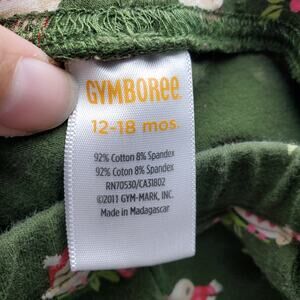 GYMBOREE
12-18 mos.
92% Cotton 8% Spandex
92% Coton 8% Spandex
RN70530/CA31802
©2011 GYM-MARK, INC.
Made in Madagascar